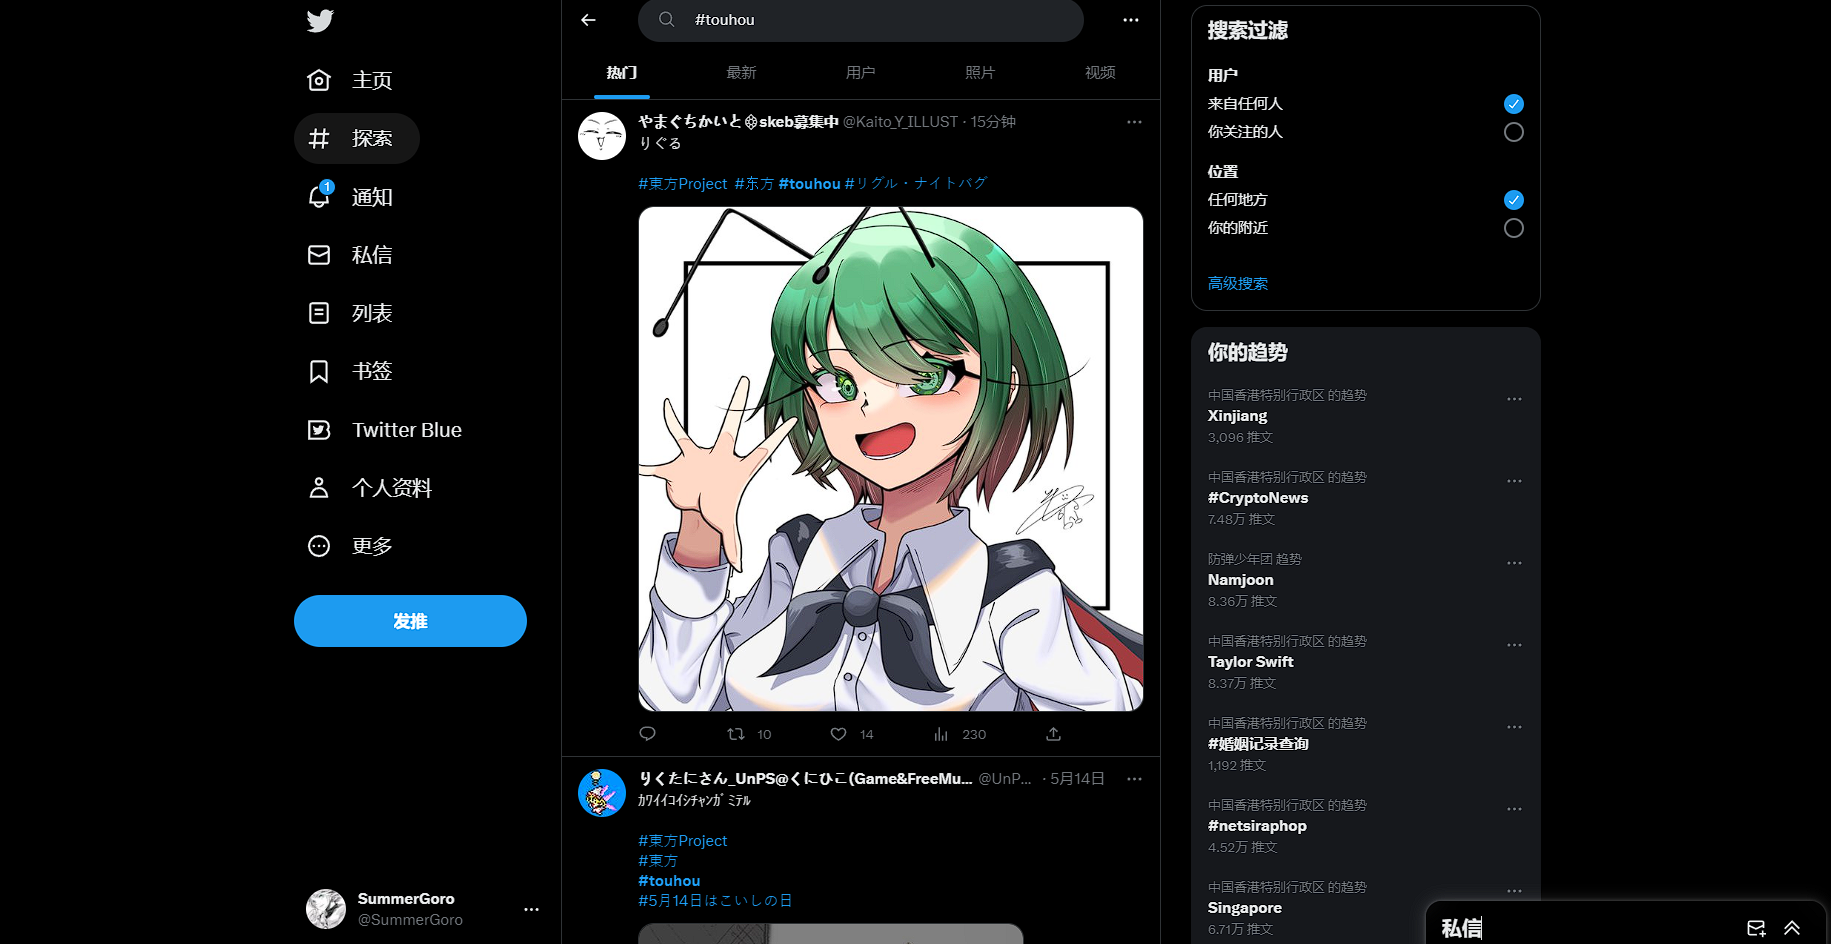 主页
探索
1
通知
私信
列表
书签
Twitter Blue
个人资料
更多
发推
SummerGoro
@SummerGoro
#touhou
热门
最新
用户
照片
视频
やまぐちかいと🏵skeb募集中 @Kaito_Y_ILLUST · 15分钟
りぐる
#東方Project #东方 #touhou #リグル・ナイトバグ
10
14
230
りくたにさん_UnPS@くにひこ(Game&FreeMu... @UnP... · 5月14日
ｶﾜｲｲｺｲｼﾁｬﾝｶﾞﾐﾃﾙ
#東方Project
#東方
#touhou
#5月14日はこいしの日
搜索过滤
用户
来自任何人
你关注的人
位置
任何地方
你的附近
高级搜索
你的趋势
中国香港特别行政区 的趋势
Xinjiang
3,096 推文
中国香港特别行政区 的趋势
#CryptoNews
7.48万 推文
防弹少年团 趋势
Namjoon
8.36万 推文
中国香港特别行政区 的趋势
Taylor Swift
8.37万 推文
中国香港特别行政区 的趋势
#婚姻记录查询
1,192 推文
中国香港特别行政区 的趋势
#netsiraphop
4.52万 推文
中国香港特别行政区 的趋势
Singapore
6.71万 推文
私信